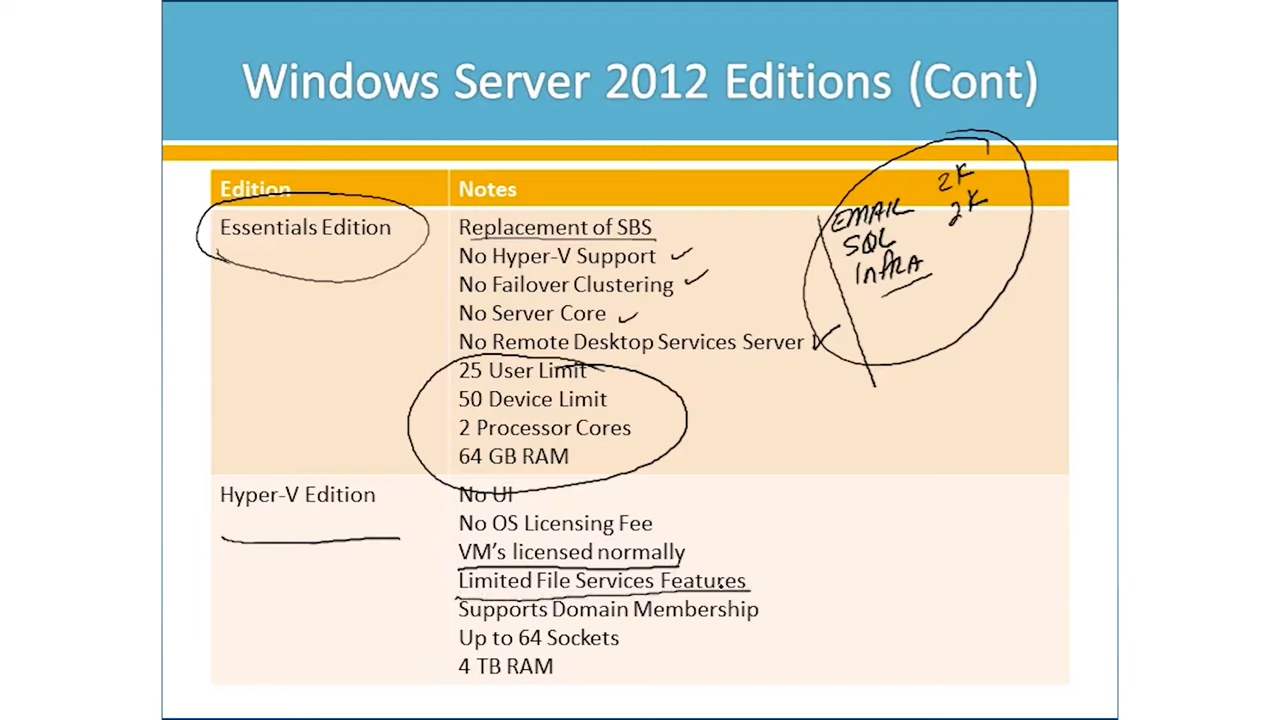 Windows Server 2012 Editions (Cont)
Edition Notes
Essentials Edition Replacement of SBS
No Hyper-V Support
No Failover Clustering
No Server Core
No Remote Desktop Services Server
25 User Limit
50 Device Limit
2 Processor Cores
64 GB RAM
2K
EMAIL 2K
SQL
INFRA
Hyper-V Edition No UI
No OS Licensing Fee
VM's licensed normally
Limited File Services Features
Supports Domain Membership
Up to 64 Sockets
4 TB RAM